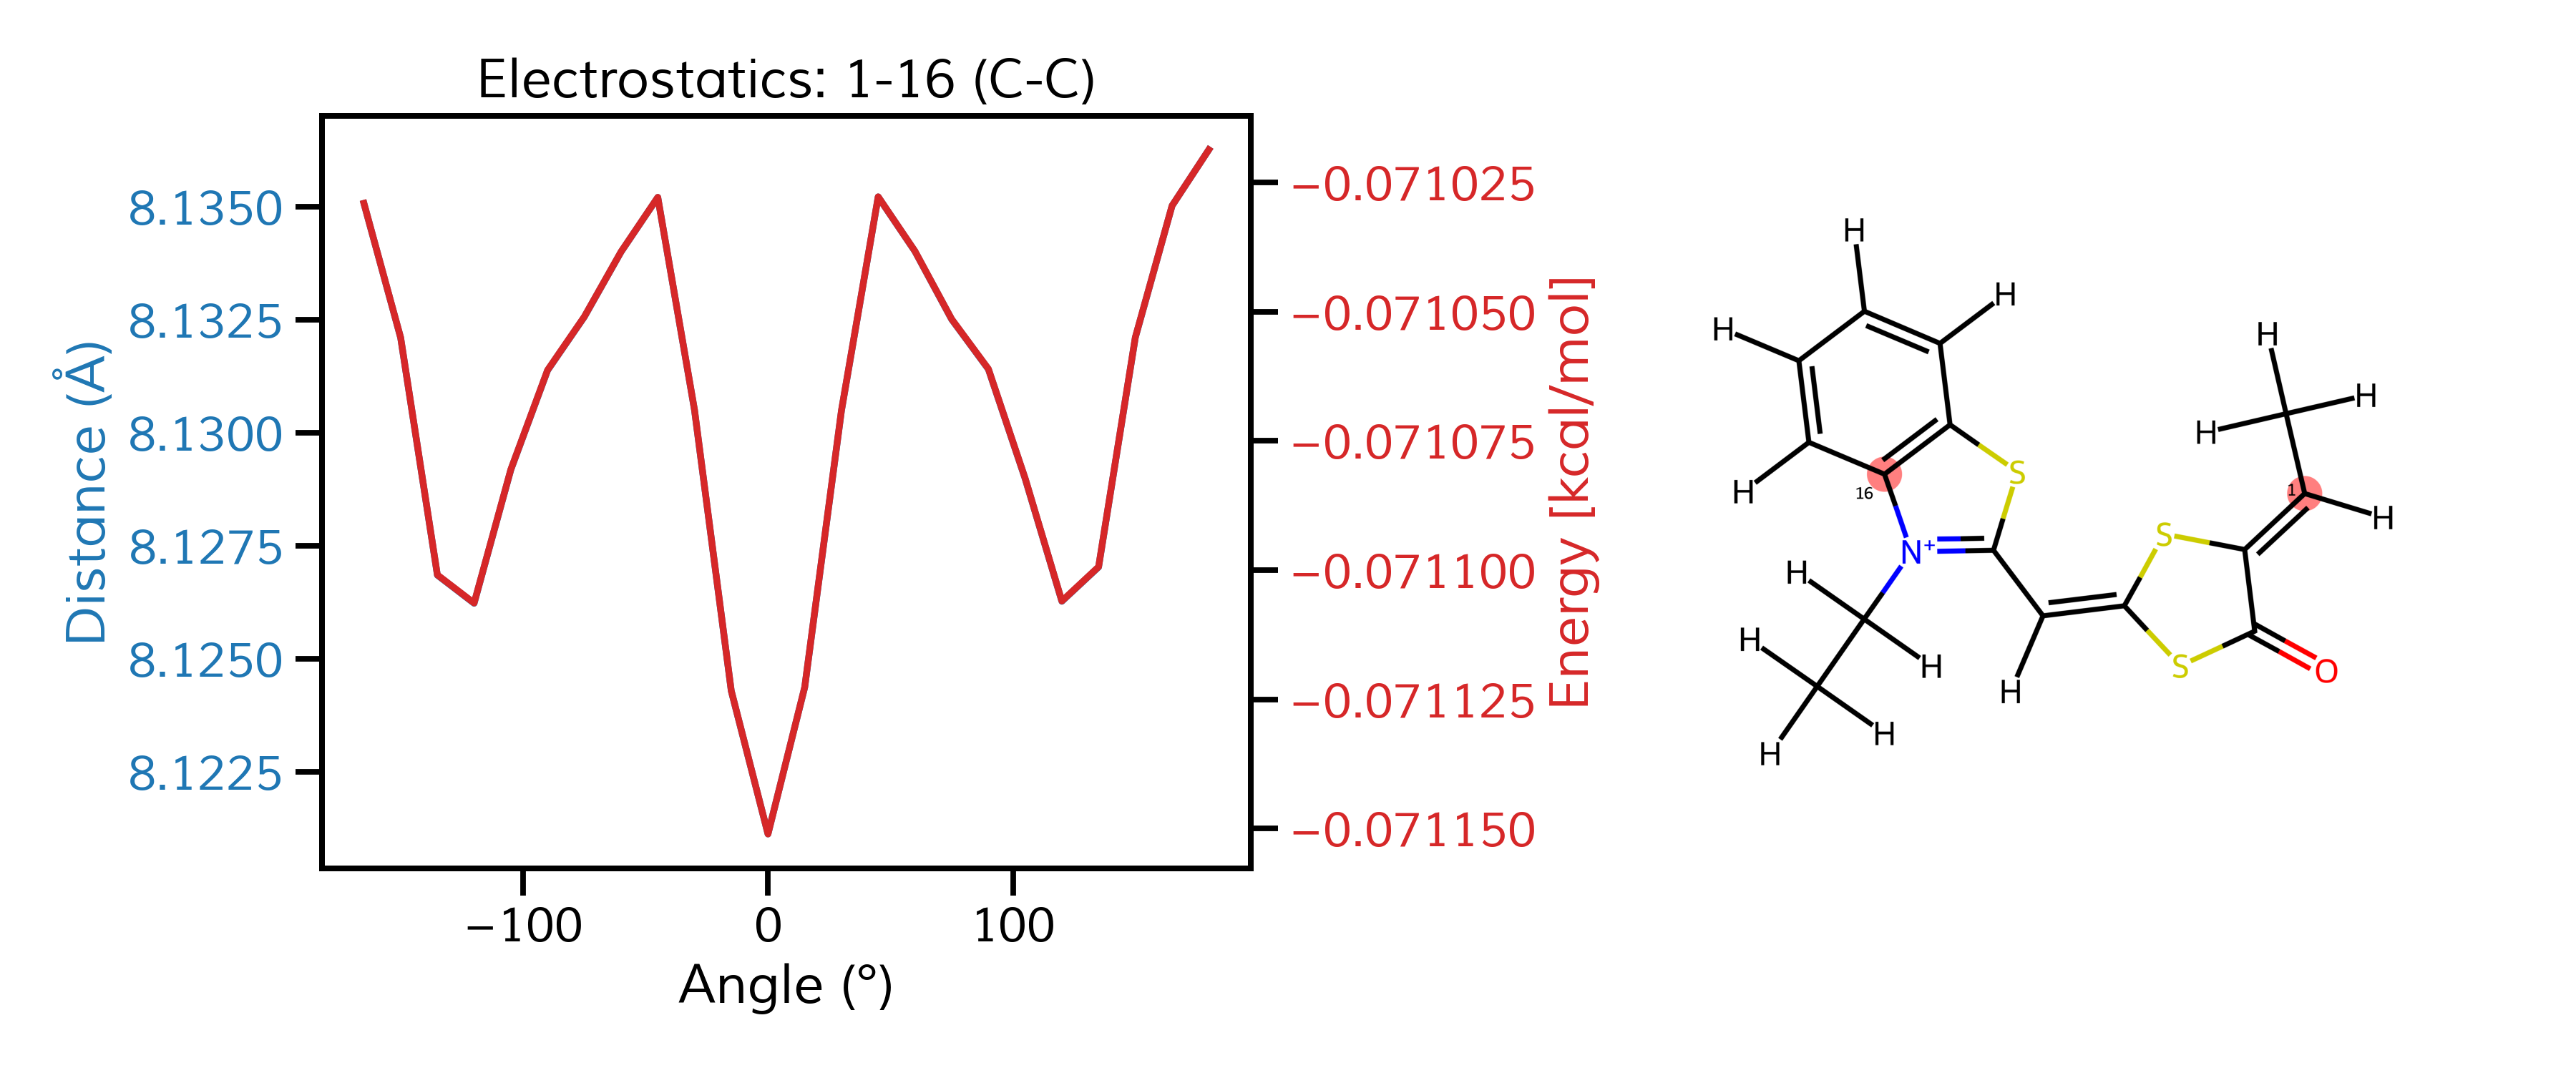 Electrostatics: 1-16 (C-C)
Distance (Å)
8.1350
8.1325
8.1300
8.1275
8.1250
8.1225
−100
0
100
Angle (°)
−0.071025
−0.071050
−0.071075
−0.071100
−0.071125
−0.071150
Energy [kcal/mol]
H
H
H
H
H
H
H
S
16
1
H
H
S
N⁺
H
H
H
S
O
H
H
H